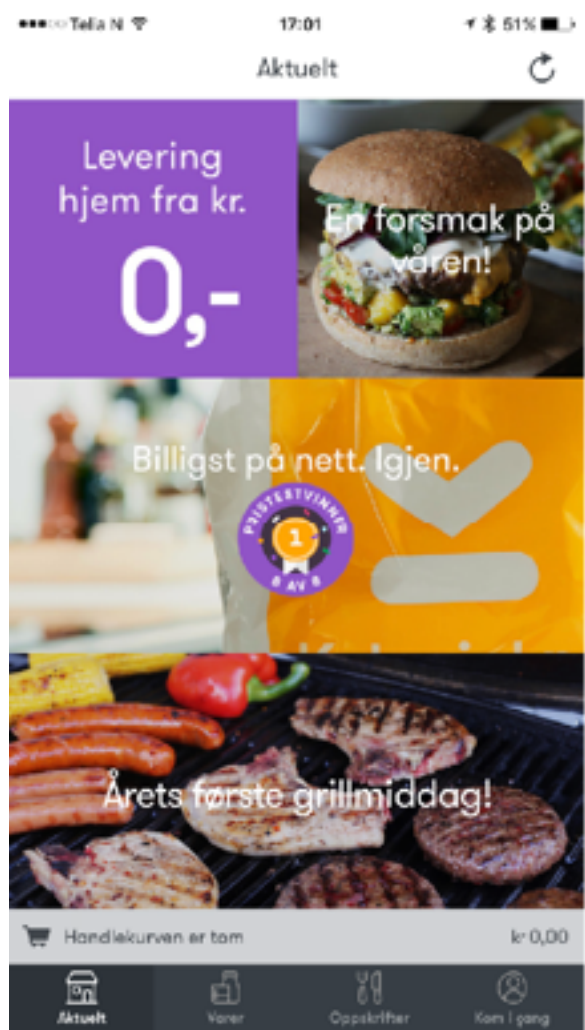 Telia N
17:01
51%
Aktuelt
Levering
hjem fra kr.
0,-
En forsmak på
våren!
Billigst på nett. Igjen.
PRISTESTVINNER
1
8 AV 8
Årets første grillmiddag!
Handlekurven er tom
kr 0,00
Aktuelt
Varer
Oppskrifter
Kom i gang